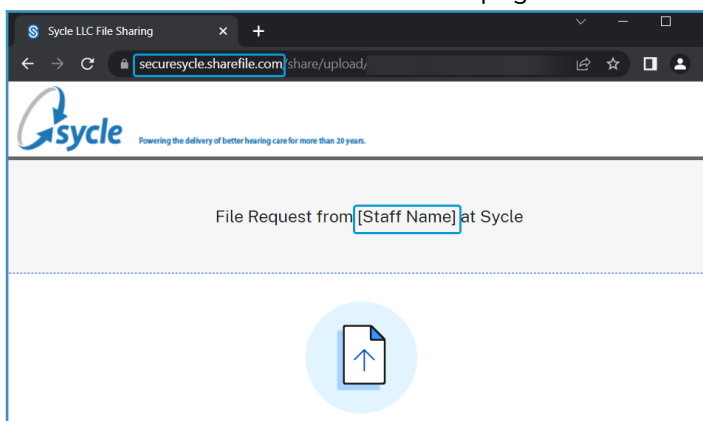 Sycle LLC File Sharing
securesycle.sharefile.com/share/upload/
sycle
Powering the delivery of better hearing care for more than 20 years.
File Request from [Staff Name] at Sycle